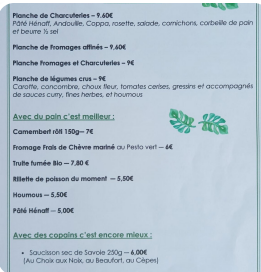 Planche de Charcuteries – 9.60€
Pâté Hénaff, Andouille, Coppa, rosette, salade, cornichons, corbeille de pain
et beurre ½ sel
Planche de Fromages affinés – 9,60€
Planche Fromages et Charcuteries – 9€
Planche de légumes crus – 9€
Carotte, concombre, choux fleur, tomates cerises, gressins et accompagnés
de sauces curry, fines herbes, et houmous
Avec du pain c'est meilleur :
Camembert rôti 150g– 7€
Fromage Frais de Chèvre mariné au Pesto vert — 6€
Truite fumée Bio — 7,80 €
Rillette de poisson du moment — 5,50€
Houmous — 5,50€
Pâté Hénaff — 5,00€
Avec des copains c'est encore mieux :
• Saucisson sec de Savoie 250g — 6,00€
(Au Choix aux Noix, au Beaufort, au Cèpes)